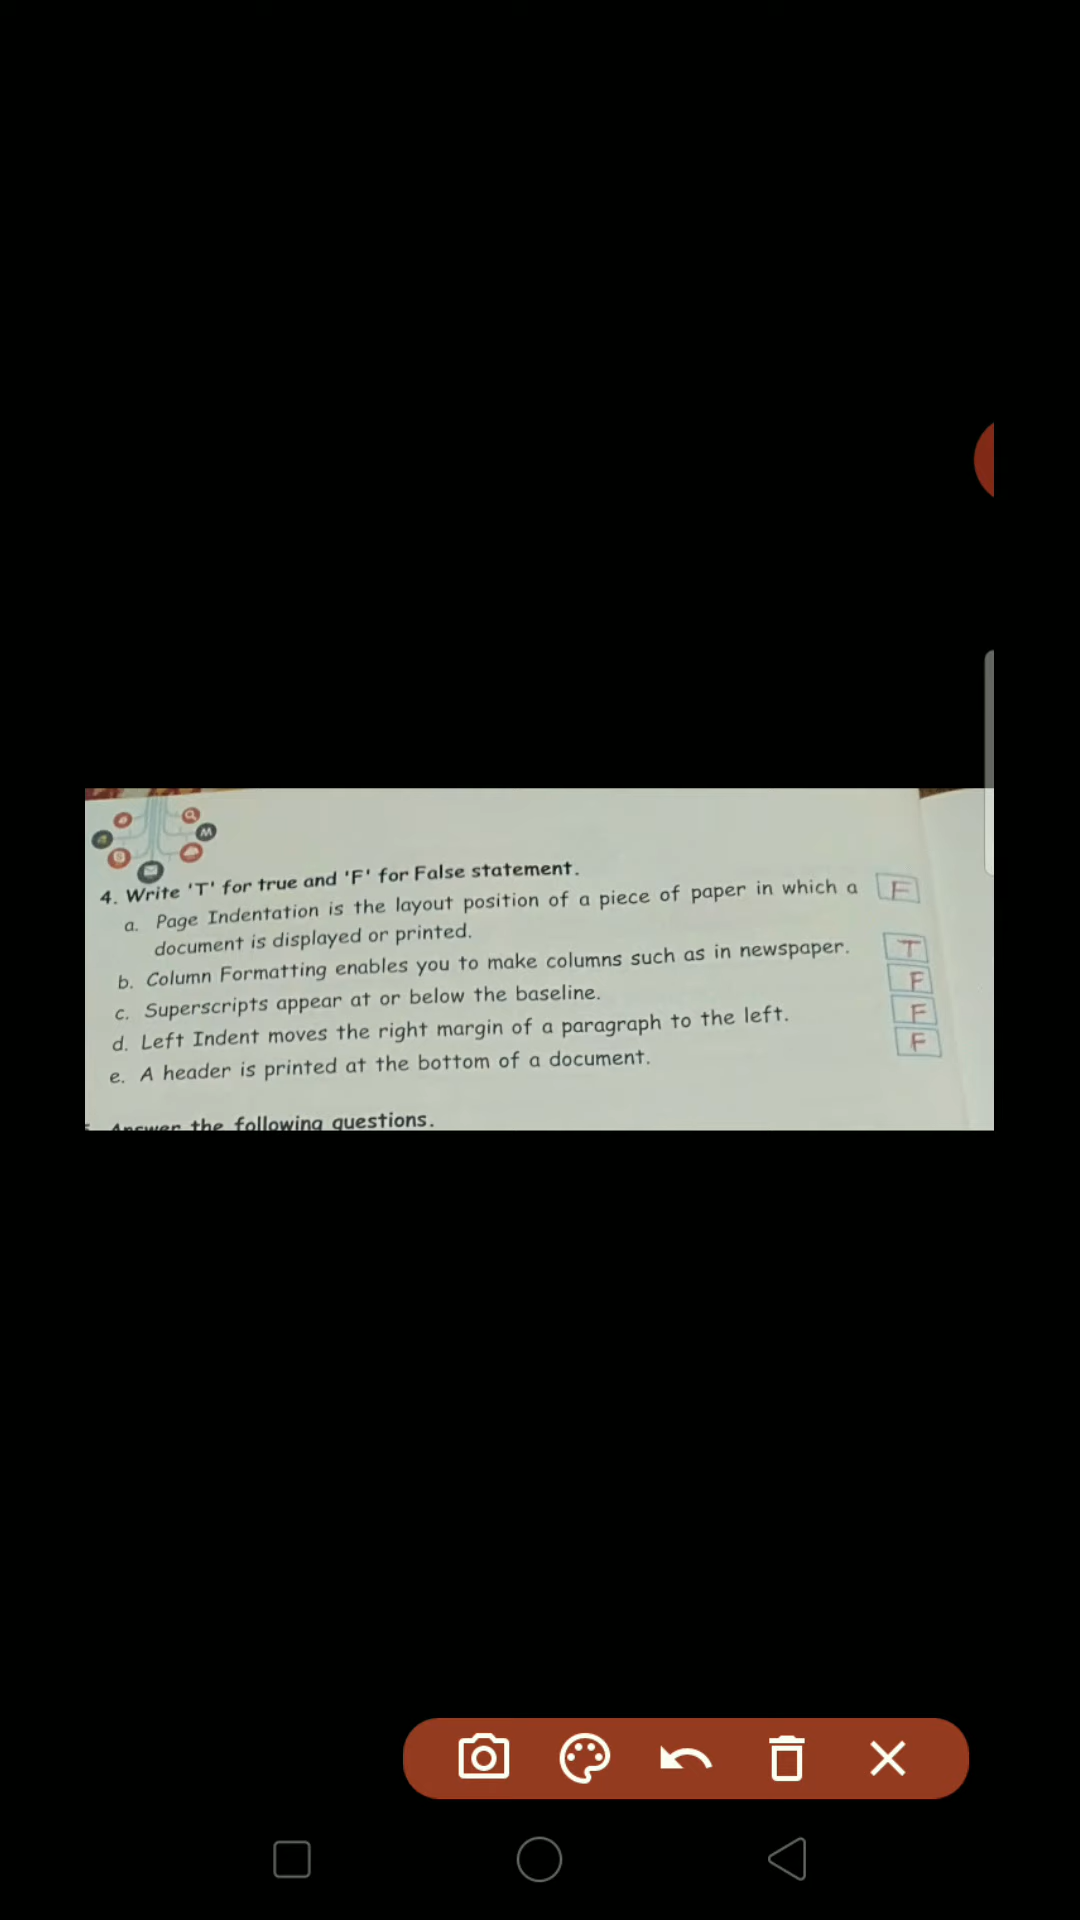 4. Write 'T' for true and 'F' for False statement.
a. Page Indentation is the layout position of a piece of paper in which a F
document is displayed or printed.
b. Column Formatting enables you to make columns such as in newspaper. T
c. Superscripts appear at or below the baseline. F
d. Left Indent moves the right margin of a paragraph to the left. F
e. A header is printed at the bottom of a document. F
Answer the following questions.